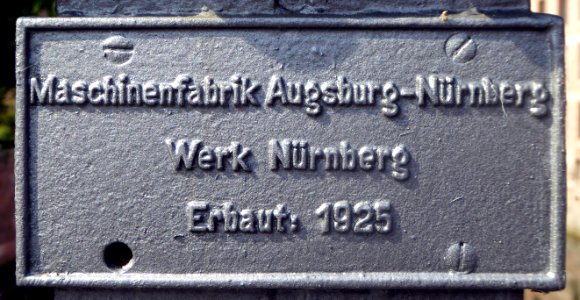 Maschinenfabrik Augsburg-Nürnberg
Werk Nürnberg
Erbaut: 1925